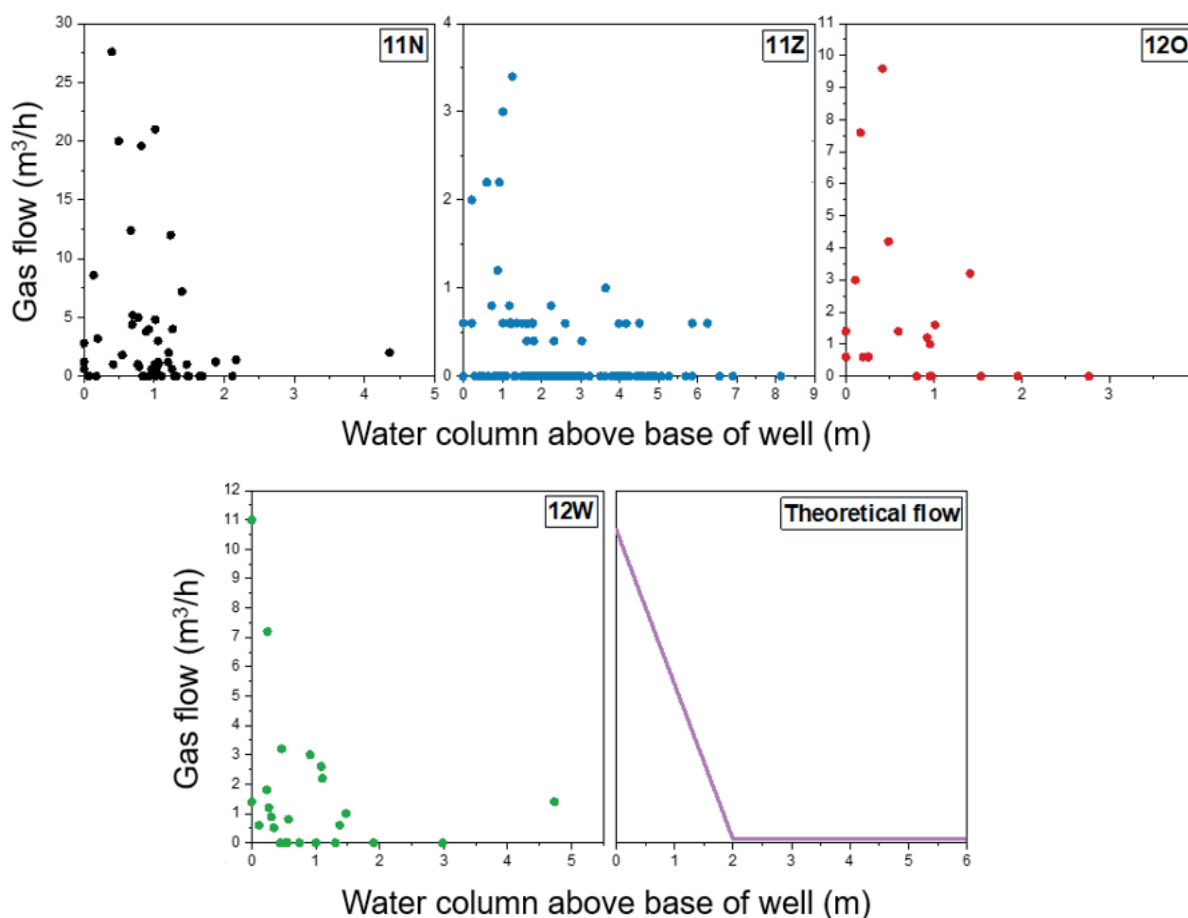 11N
11Z
12O
Gas flow (m³/h)
30
25
20
15
10
5
0
0 1 2 3 4 5
4
3
2
1
0
0 1 2 3 4 5 6 7 8 9
11
10
9
8
7
6
5
4
3
2
1
0
0 1 2 3
Water column above base of well (m)
12W
Theoretical flow
Gas flow (m³/h)
12
11
10
9
8
7
6
5
4
3
2
1
0
0 1 2 3 4 5
0 2 3 4 5 6
Water column above base of well (m)